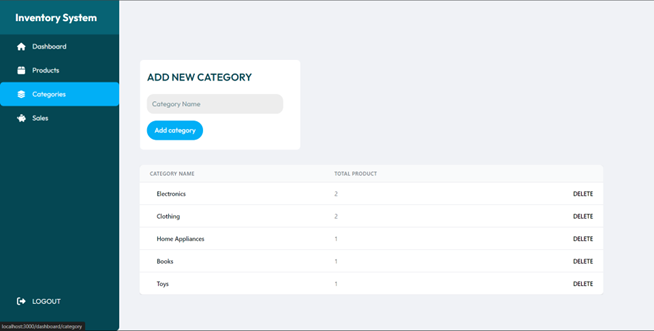 Inventory System
Dashboard
Products
Categories
Sales
LOGOUT
localhost:3000/dashboard/category
ADD NEW CATEGORY
Category Name
Add category
CATEGORY NAME TOTAL PRODUCT
Electronics 2 DELETE
Clothing 2 DELETE
Home Appliances 1 DELETE
Books 1 DELETE
Toys 1 DELETE